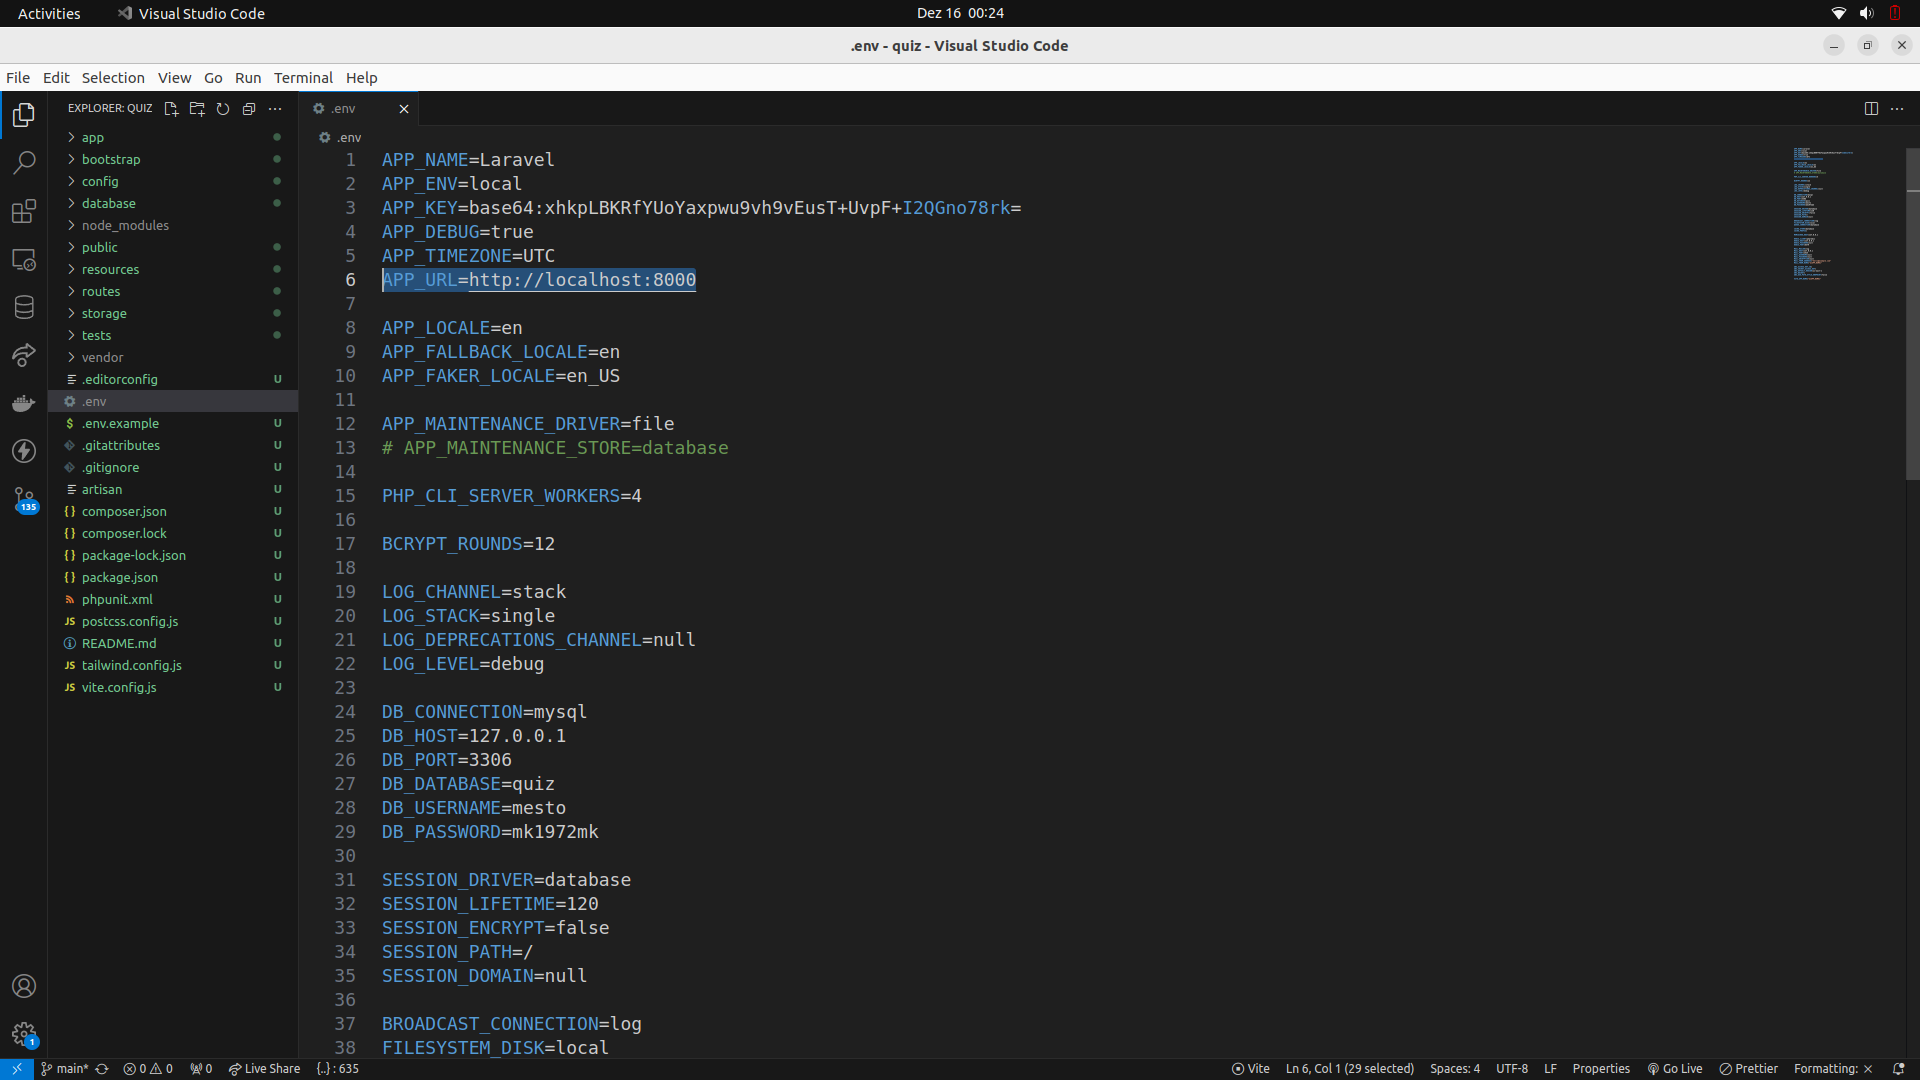 Activities
Visual Studio Code
Dez 16 00:24
.env - quiz - Visual Studio Code
File Edit Selection View Go Run Terminal Help
EXPLORER: QUIZ
app
bootstrap
config
database
node_modules
public
resources
routes
storage
tests
vendor
.editorconfig U
.env
.env.example U
.gitattributes U
.gitignore U
artisan U
composer.json U
composer.lock U
package-lock.json U
package.json U
phpunit.xml U
postcss.config.js U
README.md U
tailwind.config.js U
vite.config.js U
135
1
.env
.env
1 APP_NAME=Laravel
2 APP_ENV=local
3 APP_KEY=base64:xhkpLBKRfYUoYaxpwu9vh9vEusT+UvpF+I2QGno78rk=
4 APP_DEBUG=true
5 APP_TIMEZONE=UTC
6 APP_URL=http://localhost:8000
7
8 APP_LOCALE=en
9 APP_FALLBACK_LOCALE=en
10 APP_FAKER_LOCALE=en_US
11
12 APP_MAINTENANCE_DRIVER=file
13 # APP_MAINTENANCE_STORE=database
14
15 PHP_CLI_SERVER_WORKERS=4
16
17 BCRYPT_ROUNDS=12
18
19 LOG_CHANNEL=stack
20 LOG_STACK=single
21 LOG_DEPRECATIONS_CHANNEL=null
22 LOG_LEVEL=debug
23
24 DB_CONNECTION=mysql
25 DB_HOST=127.0.0.1
26 DB_PORT=3306
27 DB_DATABASE=quiz
28 DB_USERNAME=mesto
29 DB_PASSWORD=mk1972mk
30
31 SESSION_DRIVER=database
32 SESSION_LIFETIME=120
33 SESSION_ENCRYPT=false
34 SESSION_PATH=/
35 SESSION_DOMAIN=null
36
37 BROADCAST_CONNECTION=log
38 FILESYSTEM_DISK=local
main* 0 0 0 Live Share {..} : 635 Vite Ln 6, Col 1 (29 selected) Spaces: 4 UTF-8 LF Properties Go Live Prettier Formatting: ×